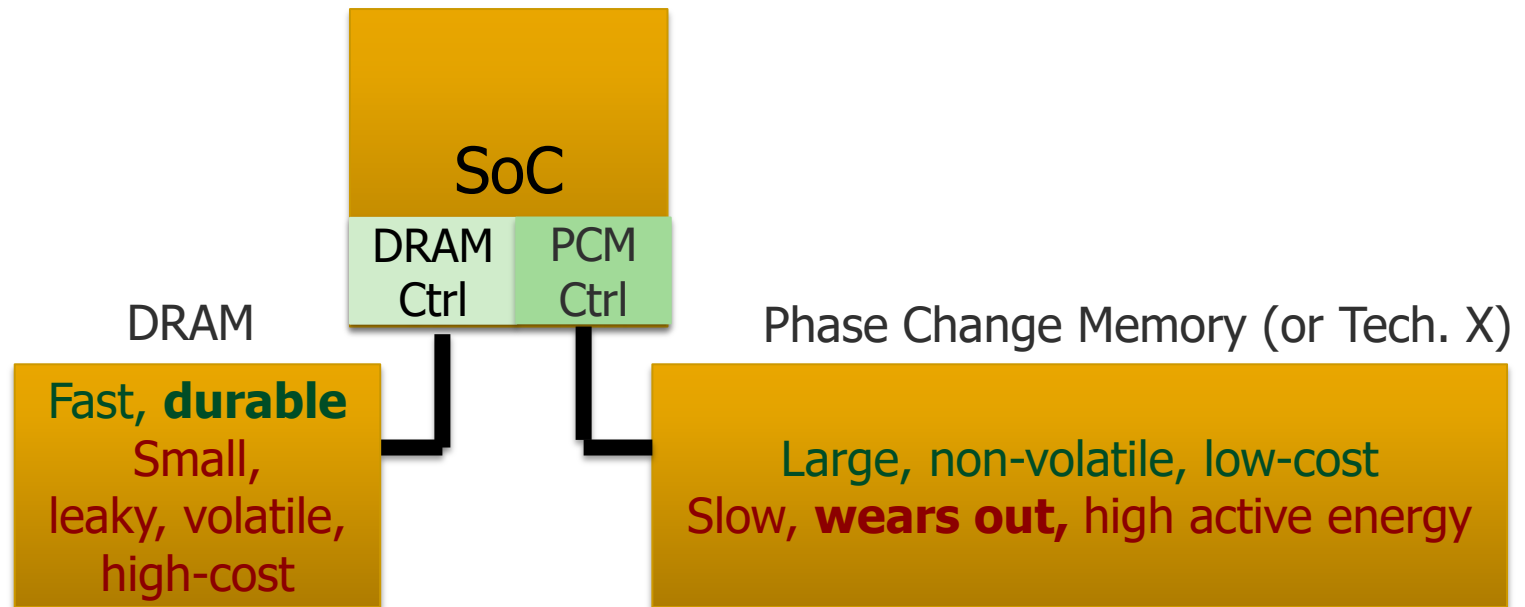 SoC
DRAM
Ctrl
PCM
Ctrl
DRAM
Fast, durable
Small,
leaky, volatile,
high-cost
Phase Change Memory (or Tech. X)
Large, non-volatile, low-cost
Slow, wears out, high active energy